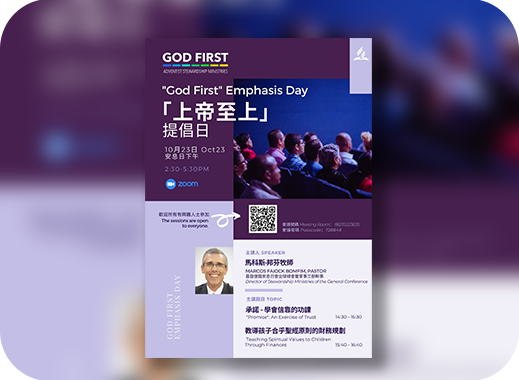 GOD FIRST
ADVENTIST STEWARDSHIP MINISTRIES
"God First" Emphasis Day
「上帝至上」
提倡日
10月23日 Oct23
安息日下午
2:30-5:30PM
zoom
歡迎所有有興趣人士參加
The sessions are open
to everyone.
Meeting Room:
Passcode:
主講人 SPEAKER
馬科斯·邦芬牧師
MARCOS FAIOCK BOMFIM, PASTOR
Director of Stewardship Ministries of the General Conference
主講題目 TOPIC
承諾 - 學會信靠的功課
"Promise": An Exercise of Trust 14:30 - 15:30
教導孩子合乎聖經原則的財務規劃
Teaching Spiritual Values to Children
Through Finances 15:40 - 16:40
GOD FIRST
EMPHASIS DAY